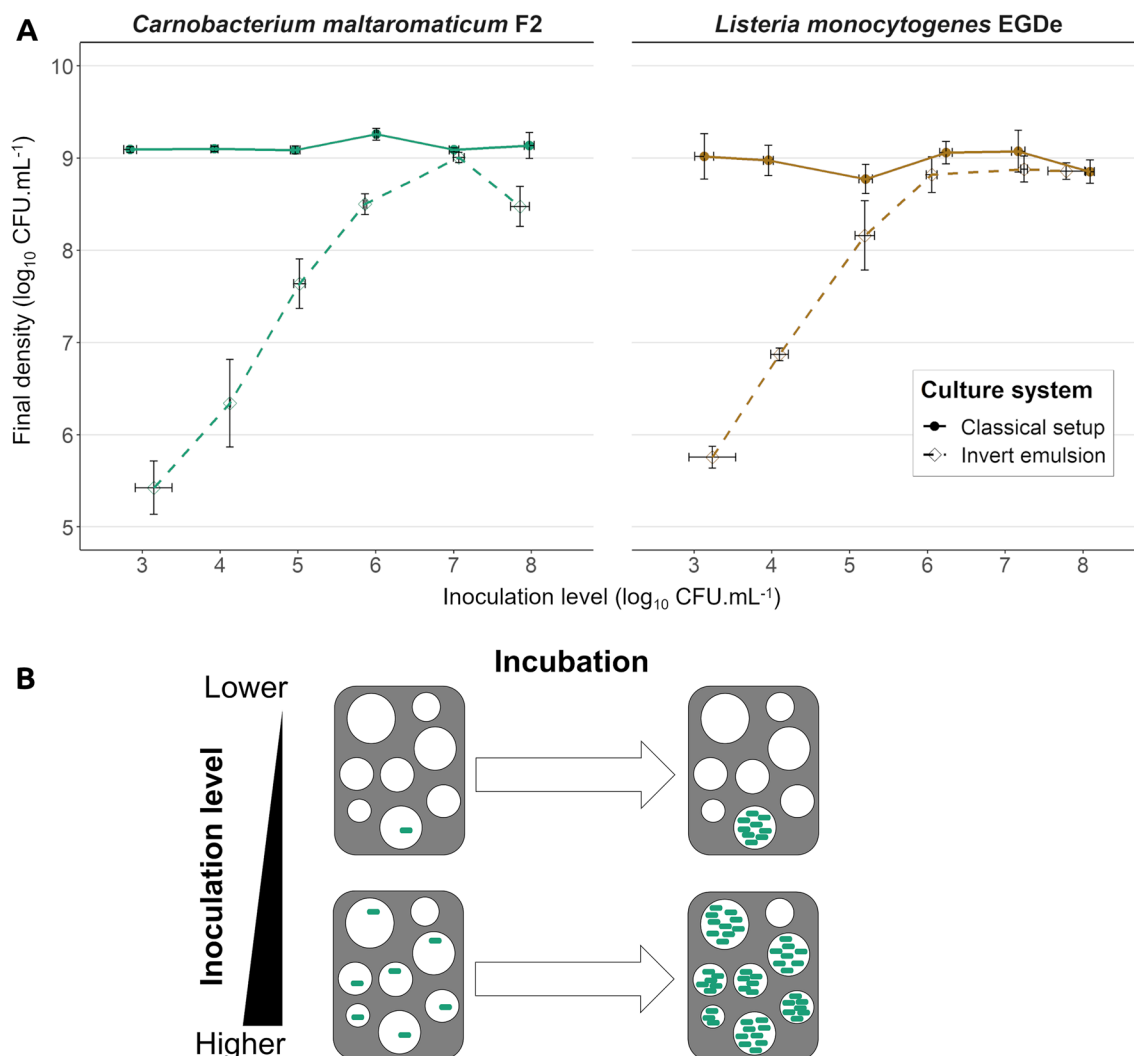 A
Carnobacterium maltaromaticum F2
Listeria monocytogenes EGDe
Final density (log₁₀ CFU.mL⁻¹)
10
9
8
7
6
5
Culture system
Classical setup
Invert emulsion
3 4 5 6 7 8
3 4 5 6 7 8
Inoculation level (log₁₀ CFU.mL⁻¹)
B
Incubation
Lower
Inoculation level
Higher